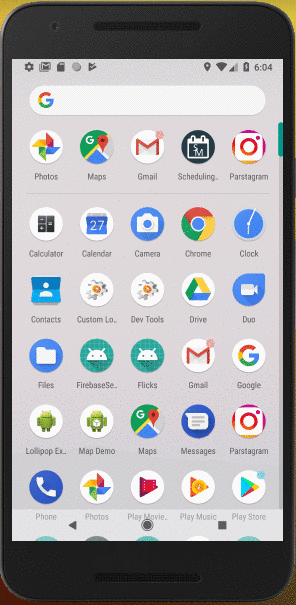 6:04
G
Photos Maps Gmail Scheduling.. Parstagram
Calculator 27 Calendar Camera Chrome Clock
Contacts Custom Lo.. Dev Tools Drive Duo
Files FirebaseSe.. Flicks Gmail Google
Lollipop Ex.. Map Demo Maps Messages Parstagram
Phone Photos Play Movie.. Play Music Play Store